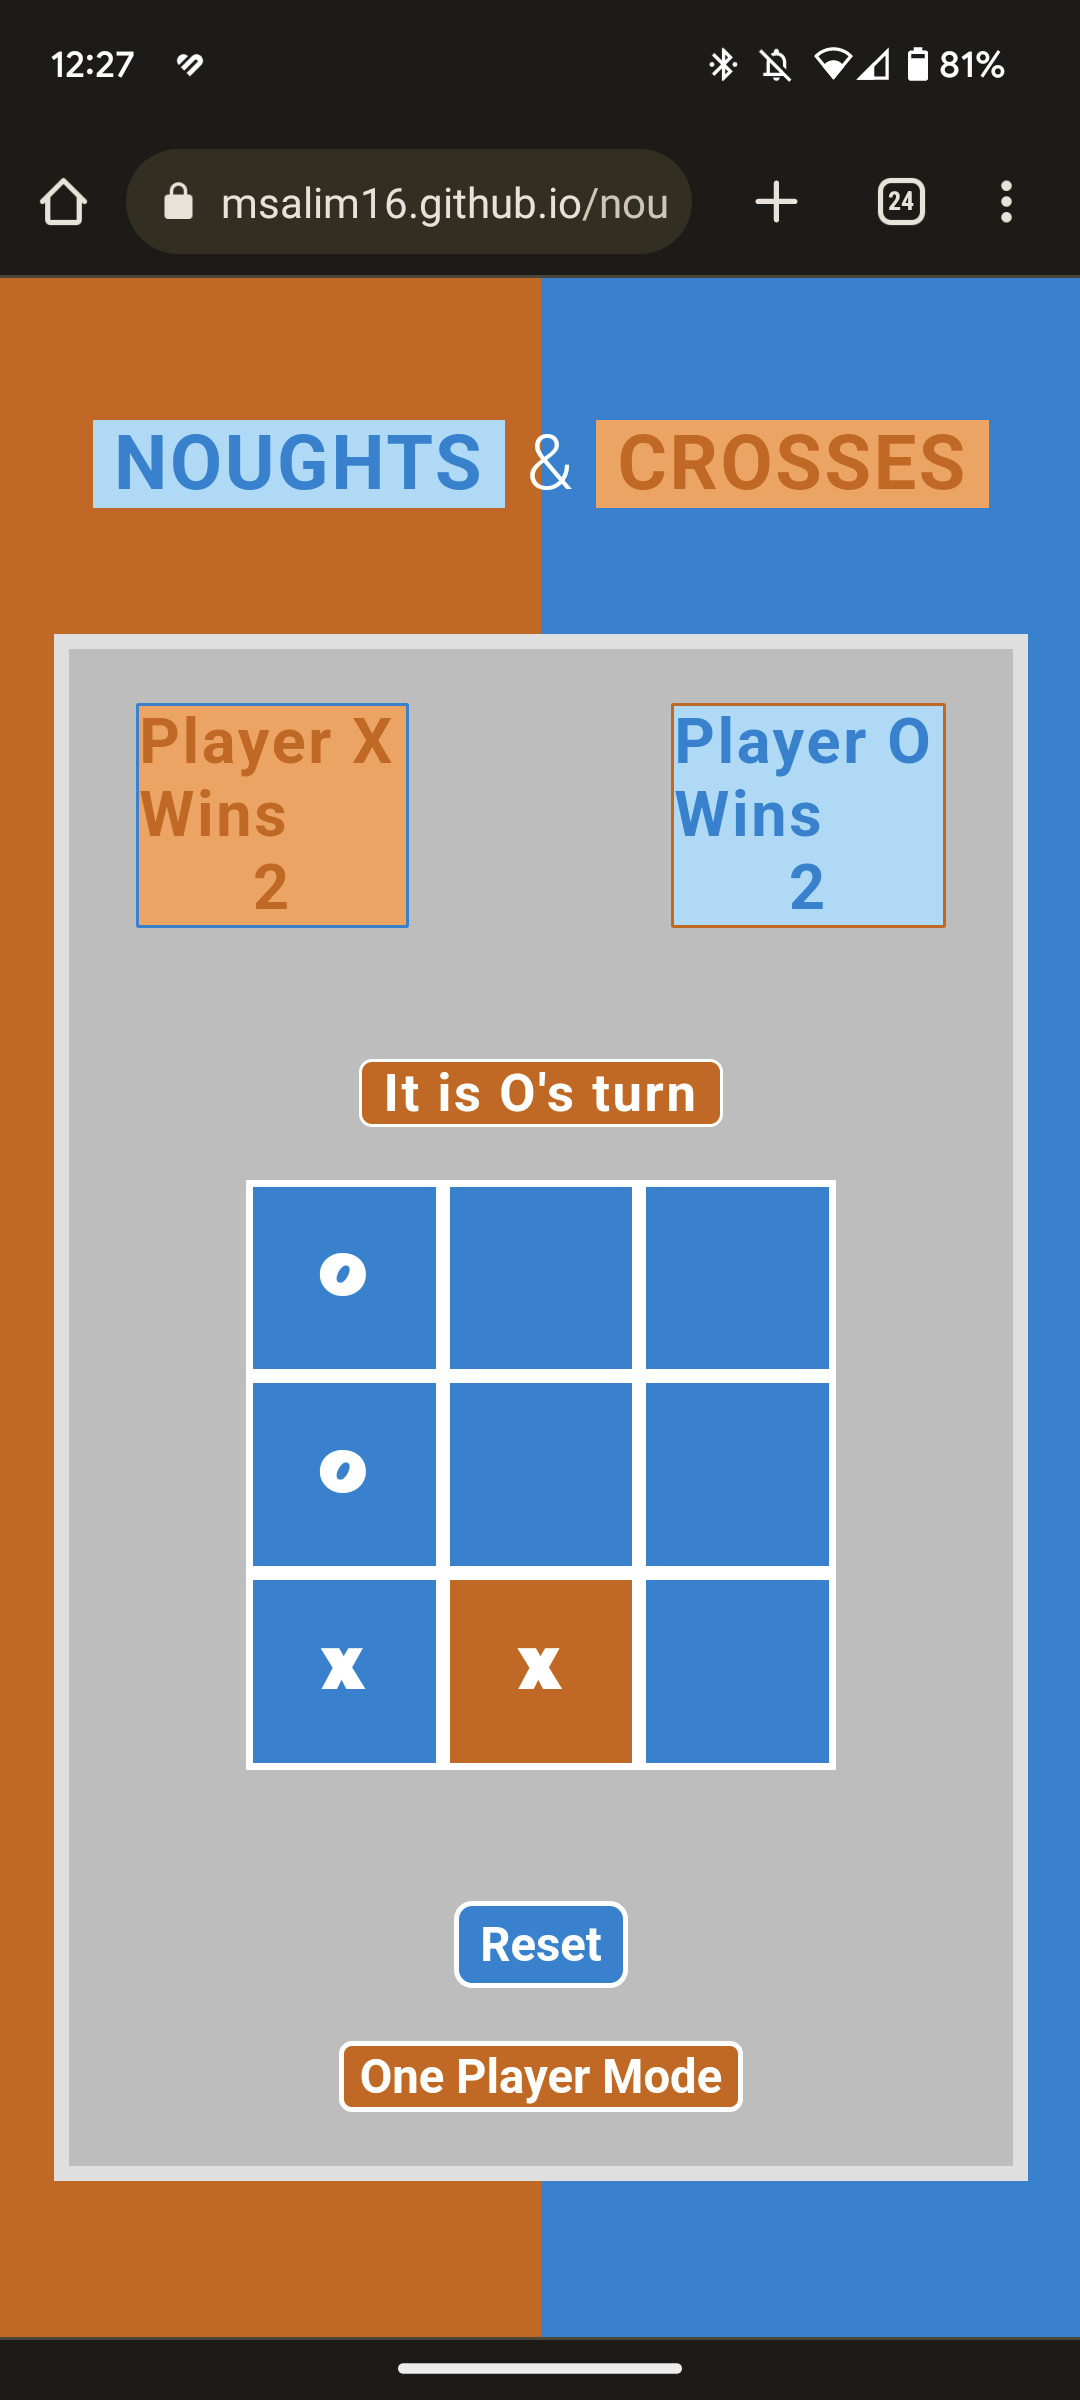 12:27
81%
msalim16.github.io/nou
24
NOUGHTS & CROSSES
Player X
Wins
2
Player O
Wins
2
It is O's turn
o
o
x x
Reset
One Player Mode